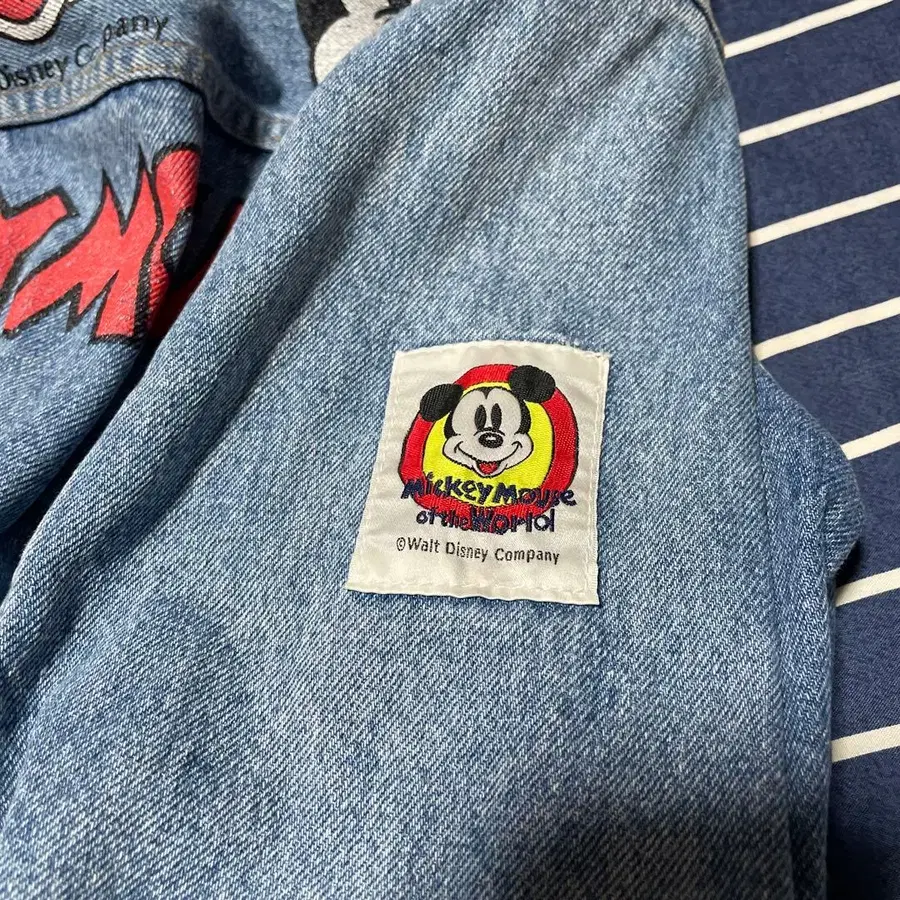 Disney Company
Mickey Mouse
of the World
©Walt Disney Company